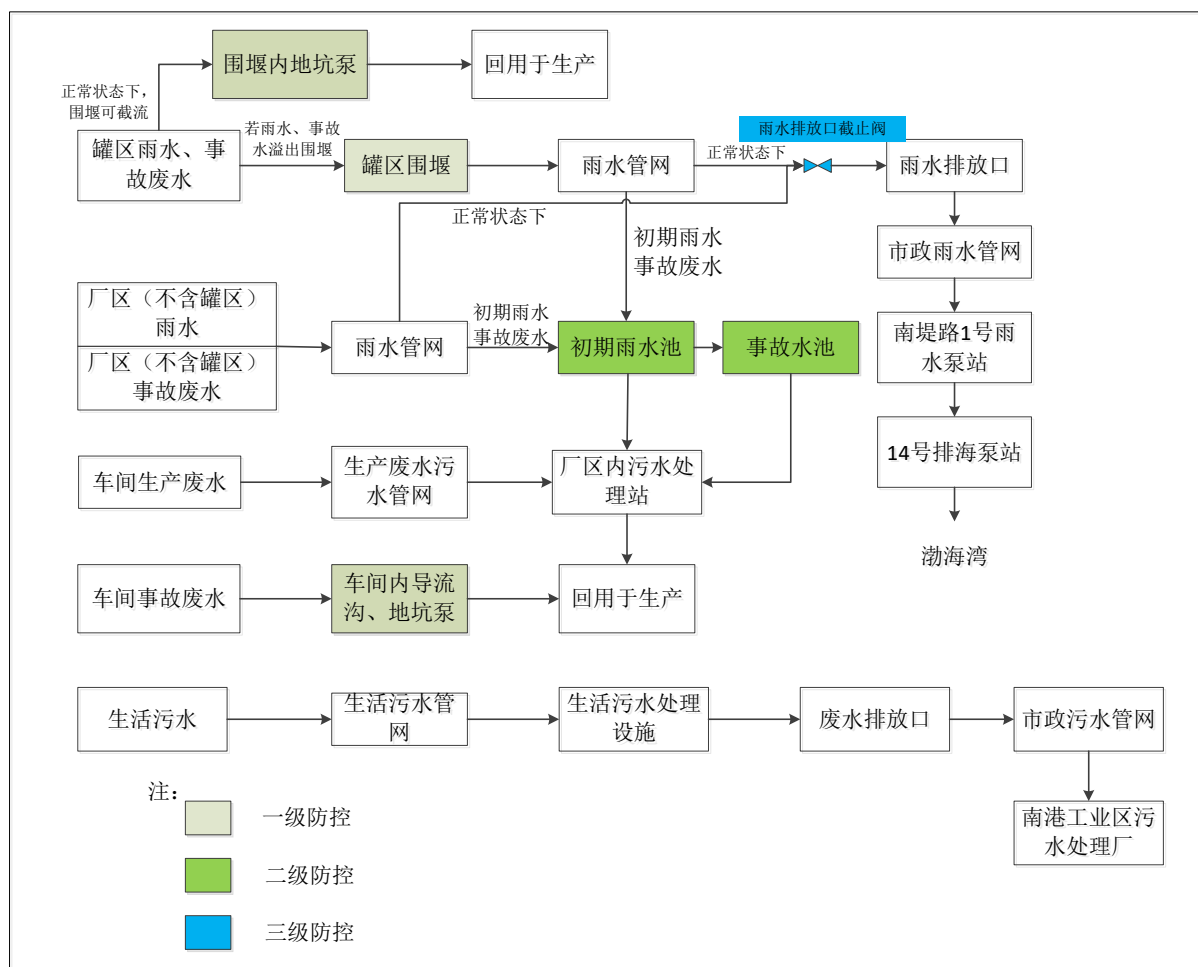 围堰内地坑泵
回用于生产
正常状态下，
围堰可截流
罐区雨水、事
故废水
若雨水、事故
水溢出围堰
罐区围堰
雨水管网
正常状态下
雨水排放口截止阀
雨水排放口
正常状态下
初期雨水
事故废水
市政雨水管网
厂区（不含罐区）
雨水
厂区（不含罐区）
事故废水
雨水管网
初期雨水
事故废水
初期雨水池
事故水池
南堤路1号雨
水泵站
14号排海泵站
渤海湾
车间生产废水
生产废水污
水管网
厂区内污水处
理站
车间事故废水
车间内导流
沟、地坑泵
回用于生产
生活污水
生活污水管
网
生活污水处理
设施
废水排放口
市政污水管网
南港工业区污
水处理厂
注：
一级防控
二级防控
三级防控